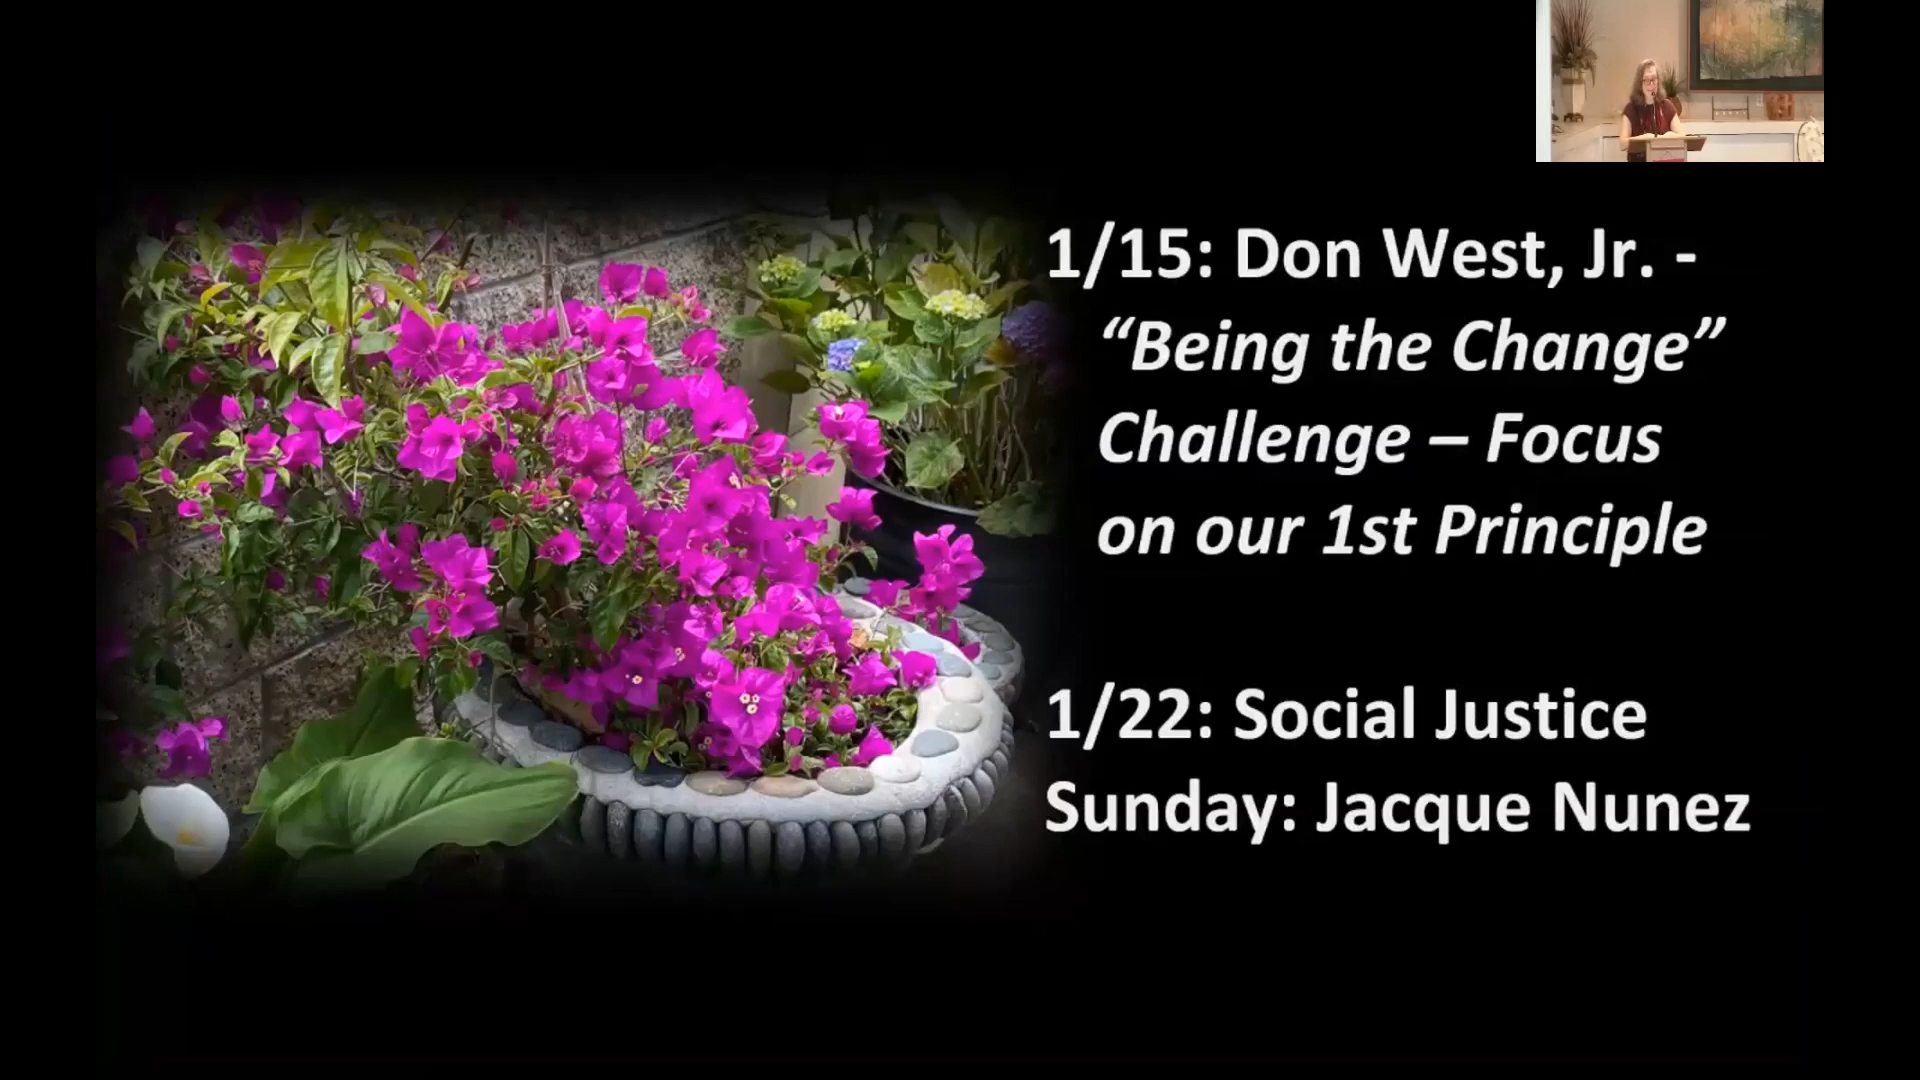 1/15: Don West, Jr. -
“Being the Change”
Challenge – Focus
on our 1st Principle
1/22: Social Justice
Sunday: Jacque Nunez